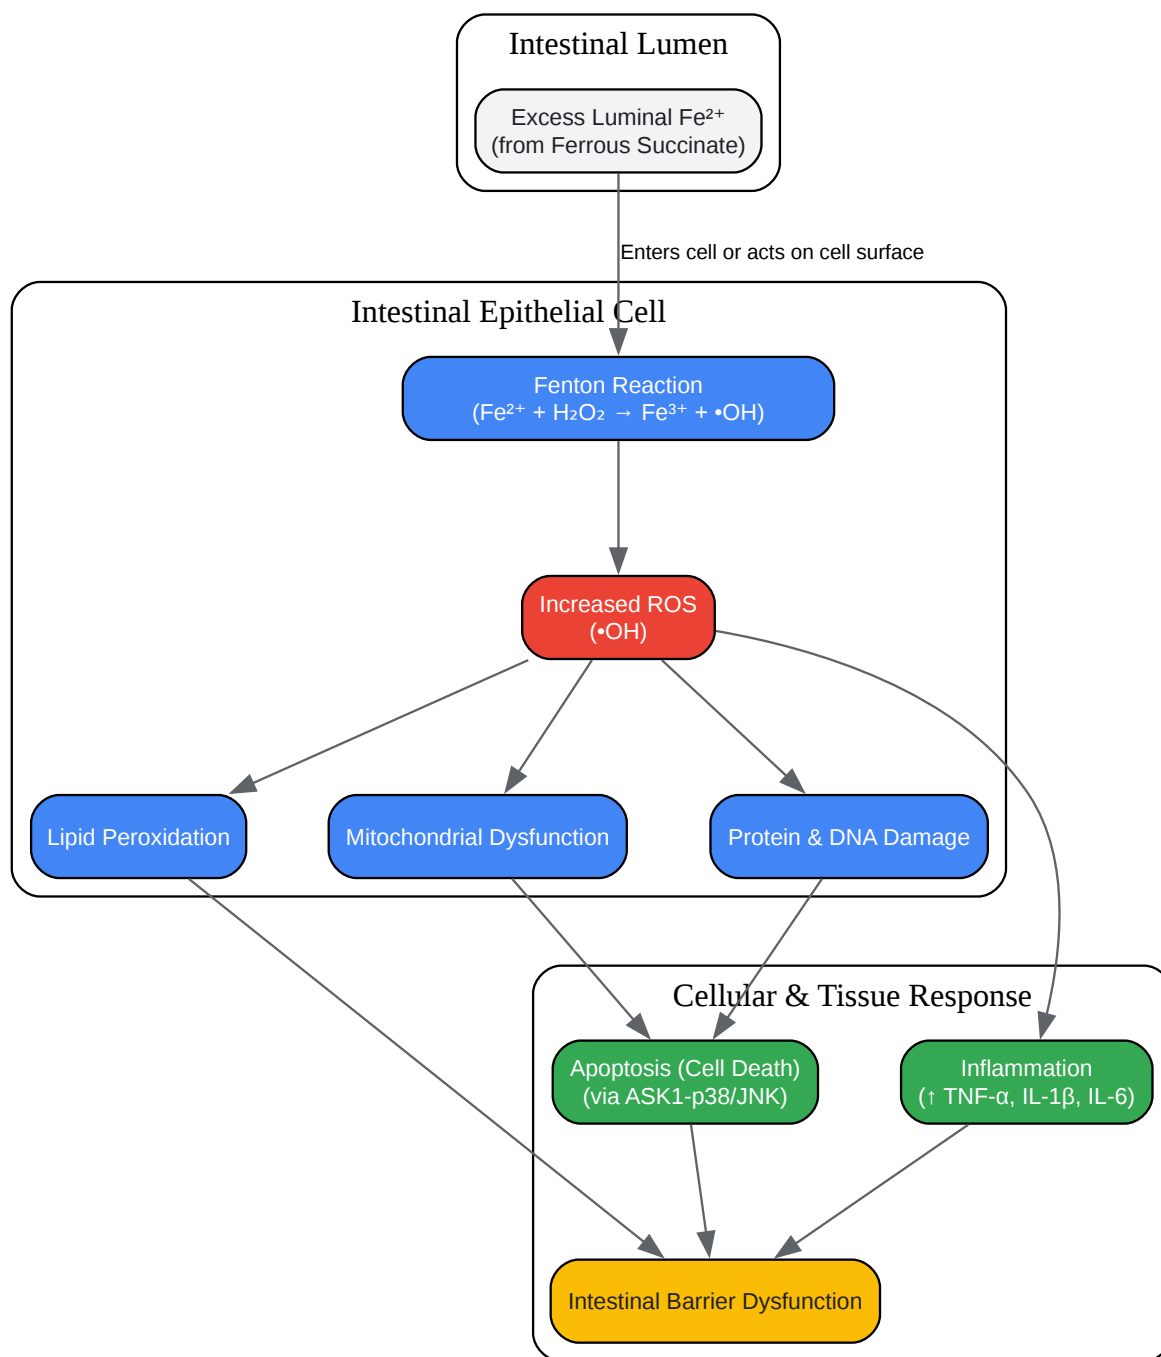 Intestinal Lumen
Excess Luminal Fe²⁺
(from Ferrous Succinate)
Enters cell or acts on cell surface
Intestinal Epithelial Cell
Fenton Reaction
(Fe²⁺ + H₂O₂ → Fe³⁺ + •OH)
Increased ROS
(•OH)
Lipid Peroxidation
Mitochondrial Dysfunction
Protein & DNA Damage
Cellular & Tissue Response
Apoptosis (Cell Death)
(via ASK1-p38/JNK)
Inflammation
(↑ TNF-α, IL-1β, IL-6)
Intestinal Barrier Dysfunction